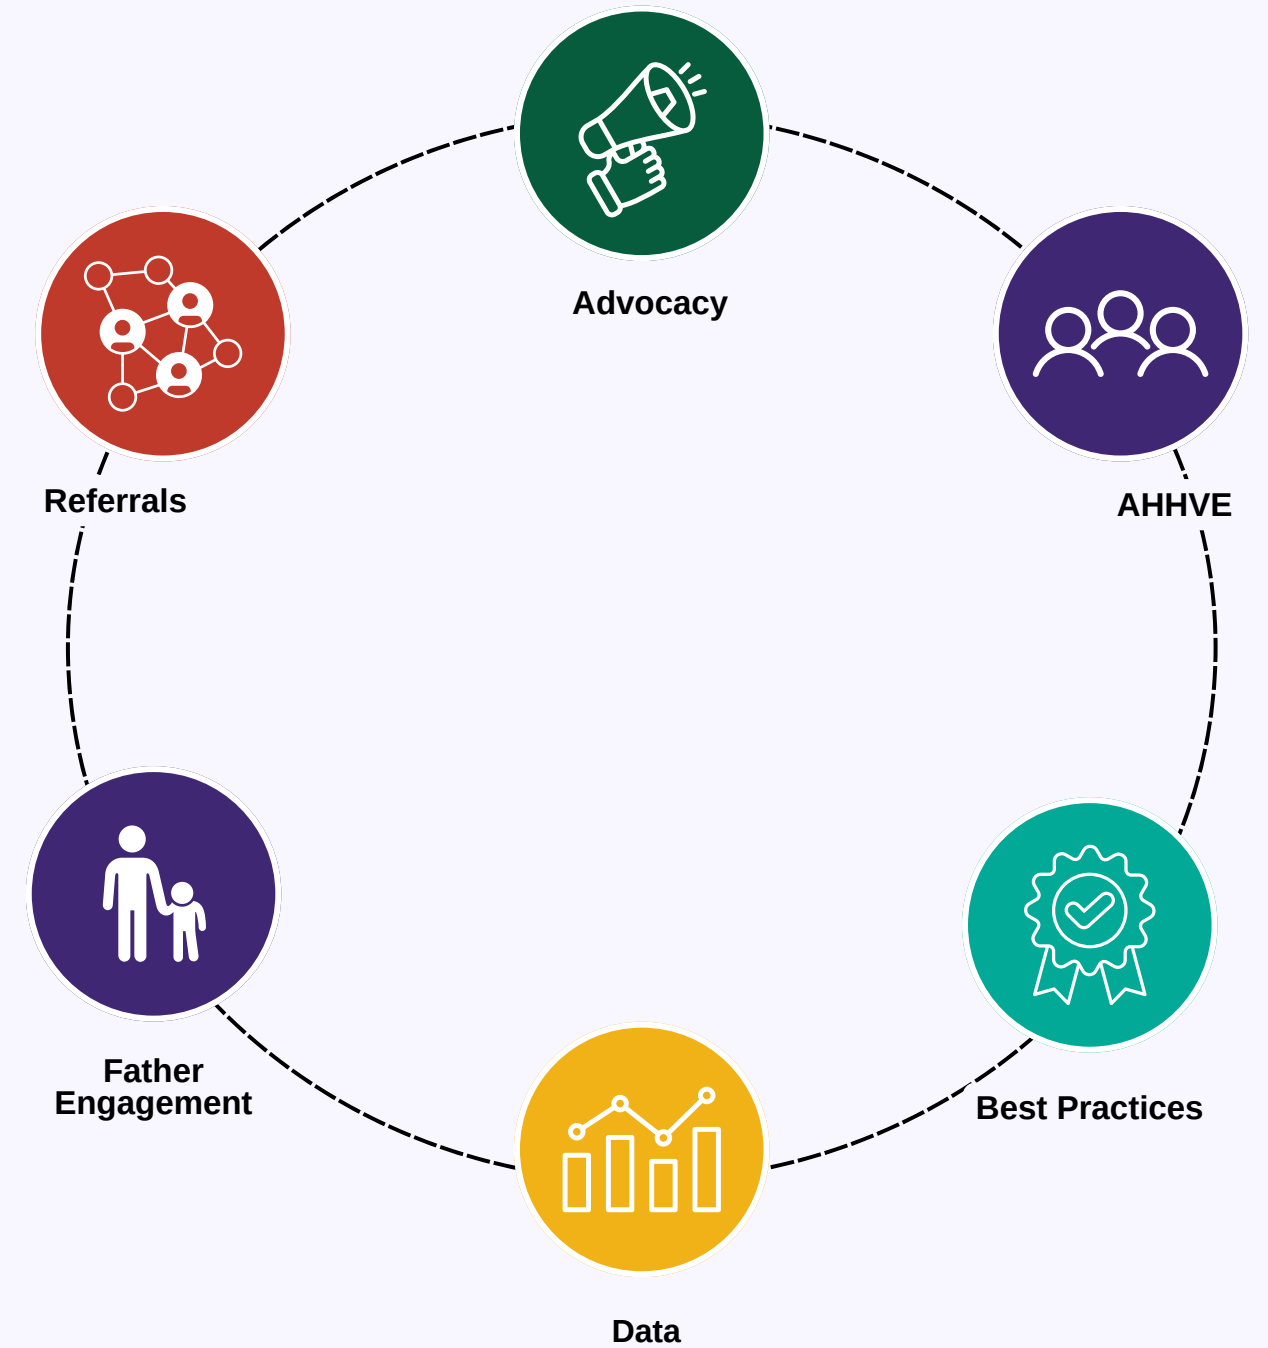 Advocacy
Referrals
AHHVE
Father
Engagement
Best Practices
Data